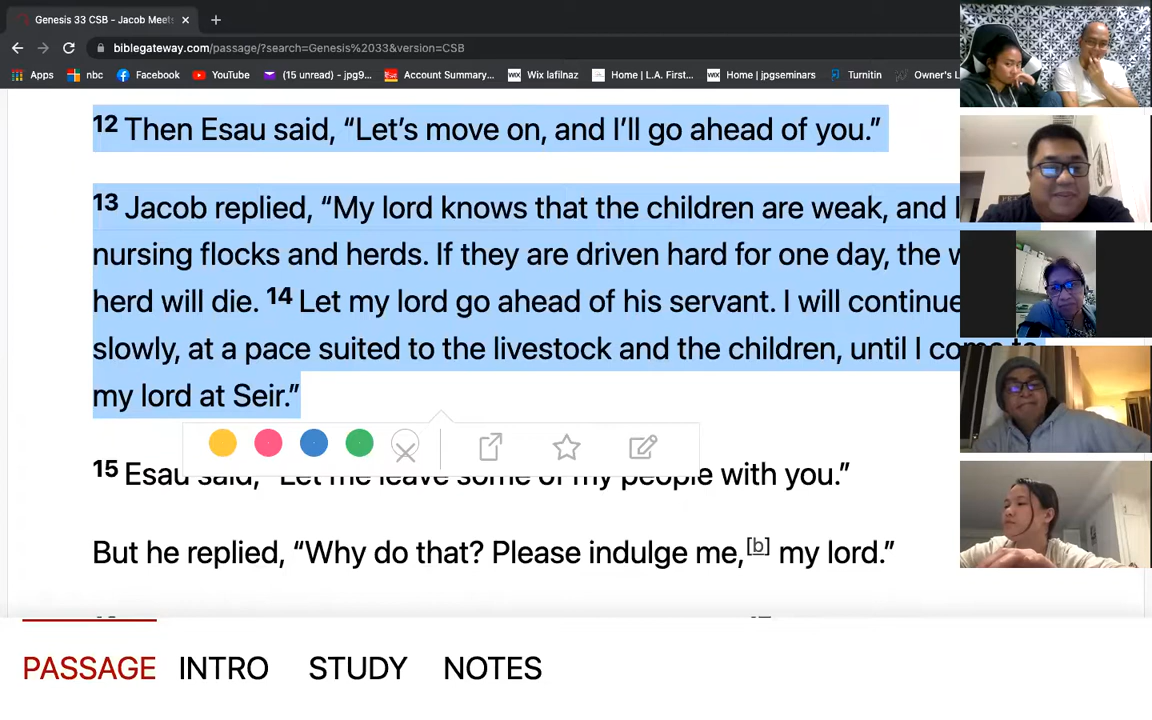 Genesis 33 CSB - Jacob Meets
biblegateway.com/passage/?search=Genesis%2033&version=CSB
Apps nbc Facebook YouTube (15 unread) - jpg9... Account Summary... Wix lafilnaz Home | L.A. First... Home | jpgseminars Turnitin Owner's L
12 Then Esau said, “Let’s move on, and I’ll go ahead of you.”
13 Jacob replied, “My lord knows that the children are weak, and I
nursing flocks and herds. If they are driven hard for one day, the w
herd will die. 14 Let my lord go ahead of his servant. I will continue
slowly, at a pace suited to the livestock and the children, until I come to
my lord at Seir.”
15 Esau said, “Let me leave some of my people with you.”
But he replied, “Why do that? Please indulge me,[b] my lord.”
PASSAGE INTRO STUDY NOTES